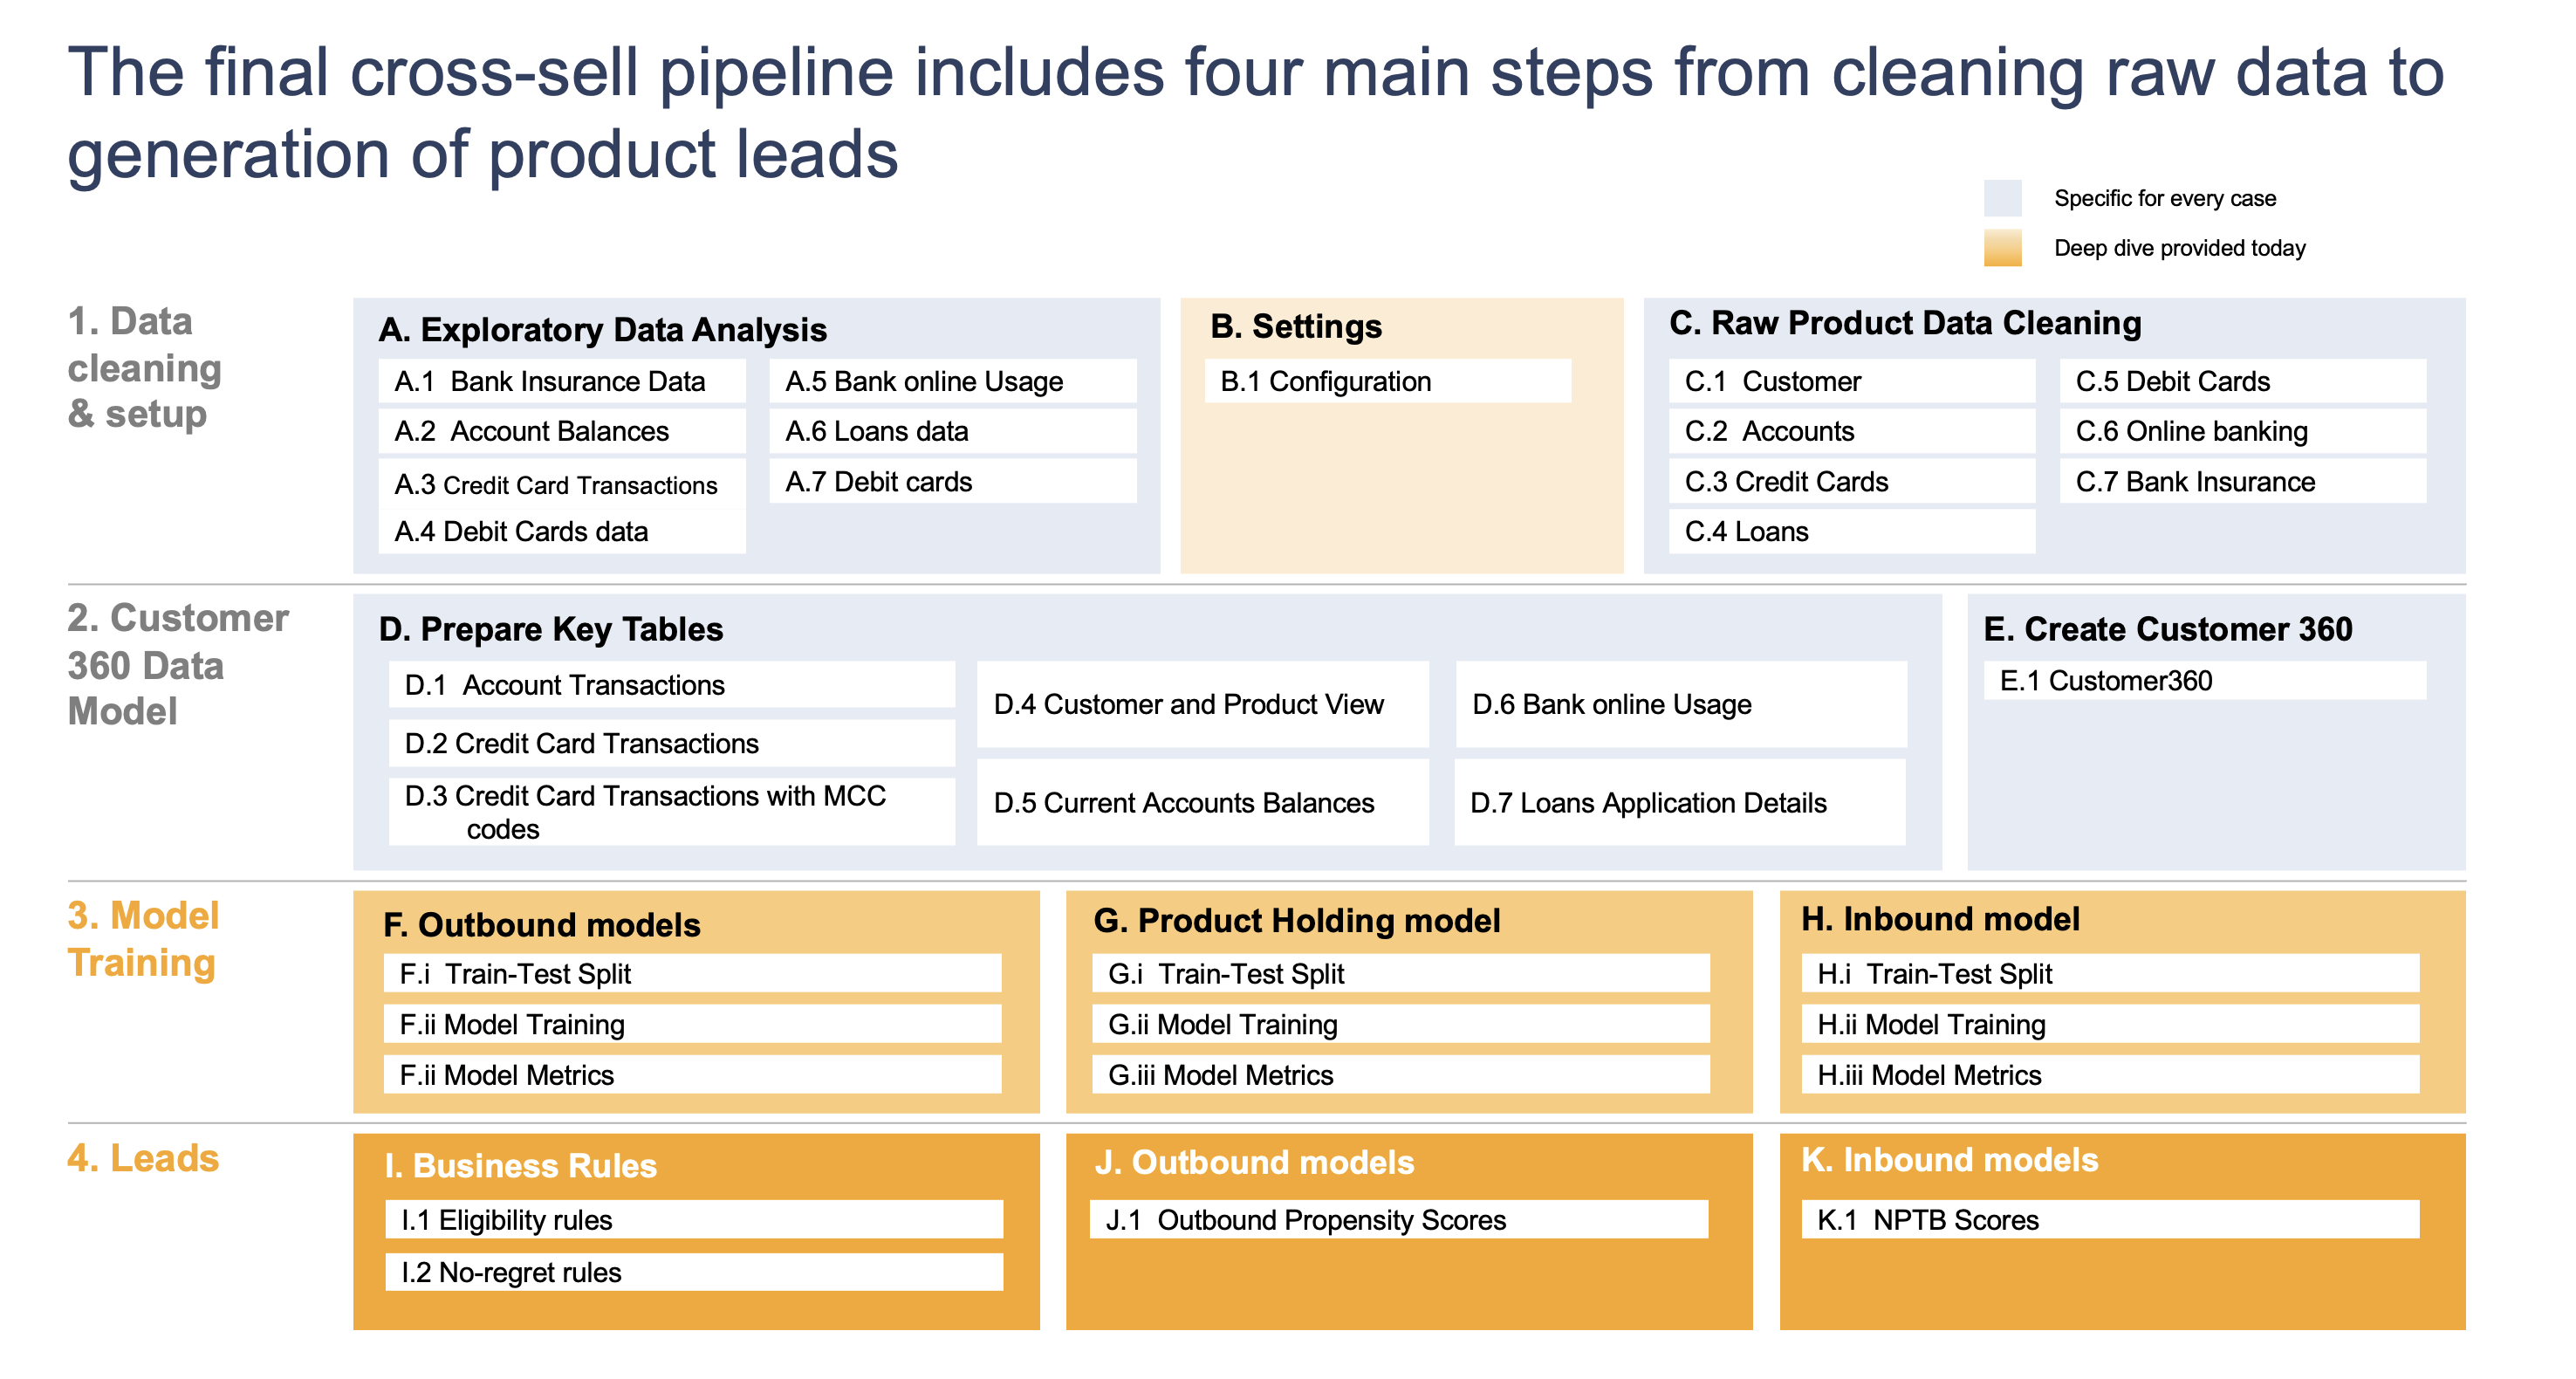 The final cross-sell pipeline includes four main steps from cleaning raw data to
generation of product leads
Specific for every case
Deep dive provided today
1. Data
cleaning
& setup
A. Exploratory Data Analysis
A.1 Bank Insurance Data
A.2 Account Balances
A.3 Credit Card Transactions
A.4 Debit Cards data
A.5 Bank online Usage
A.6 Loans data
A.7 Debit cards
B. Settings
B.1 Configuration
C. Raw Product Data Cleaning
C.1 Customer
C.2 Accounts
C.3 Credit Cards
C.4 Loans
C.5 Debit Cards
C.6 Online banking
C.7 Bank Insurance
2. Customer
360 Data
Model
D. Prepare Key Tables
D.1 Account Transactions
D.2 Credit Card Transactions
D.3 Credit Card Transactions with MCC
codes
D.4 Customer and Product View
D.5 Current Accounts Balances
D.6 Bank online Usage
D.7 Loans Application Details
E. Create Customer 360
E.1 Customer360
3. Model
Training
F. Outbound models
F.i Train-Test Split
F.ii Model Training
F.ii Model Metrics
G. Product Holding model
G.i Train-Test Split
G.ii Model Training
G.iii Model Metrics
H. Inbound model
H.i Train-Test Split
H.ii Model Training
H.iii Model Metrics
4. Leads
I. Business Rules
I.1 Eligibility rules
I.2 No-regret rules
J. Outbound models
J.1 Outbound Propensity Scores
K. Inbound models
K.1 NPTB Scores